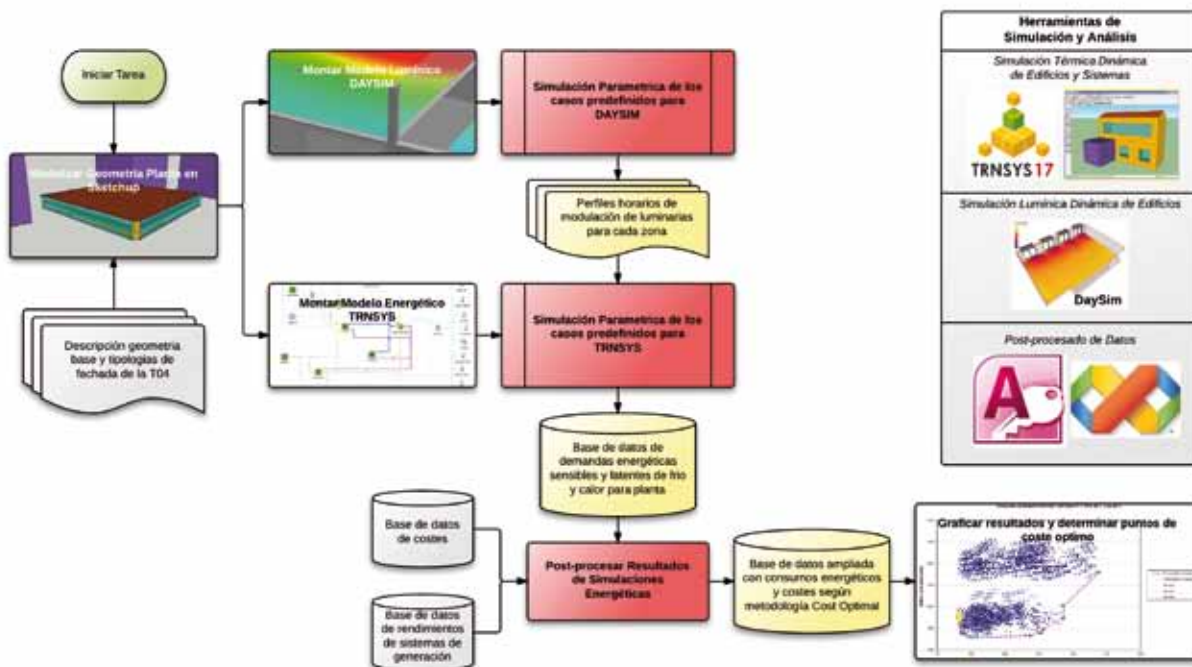 Iniciar Tarea
Modelizar Geometría Planta en
Sketchup
Descripción geometría
base y tipologías de
fachada de la T04
Montar Modelo Lumínico
DAYSIM
Simulación Parametrica de los
casos predefinidos para
DAYSIM
Perfiles horarios de
modulación de luminarias
para cada zona
Montar Modelo Energético
TRNSYS
Simulación Parametrica de los
casos predefinidos para
TRNSYS
Base de datos de
demandas energéticas
sensibles y latentes de frio
y calor para planta
Base de datos
de costes
Base de datos
de rendimientos
de sistemas de
generación
Post-procesar Resultados
de Simulaciones
Energéticas
Base de datos ampliada
con consumos energéticos
y costes según
metodología Cost Optimal
Graficar resultados y determinar puntos de
coste optimo
Herramientas de
Simulación y Análisis
Simulación Térmica Dinámica
de Edificios y Sistemas
TRNSYS 17
Simulación Lumínica Dinámica de Edificios
DaySim
Post-procesado de Datos
A